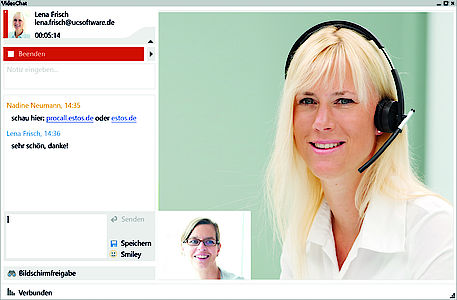 VideoChat
Lena Frisch
lena.frisch@ucsoftware.de
00:05:14
Beenden
Notiz eingeben...
Nadine Neumann, 14:35
schau hier: procall.estos.de oder estos.de
Lena Frisch, 14:36
sehr schön, danke!
Senden
Speichern
Smiley
Bildschirmfreigabe
Verbunden